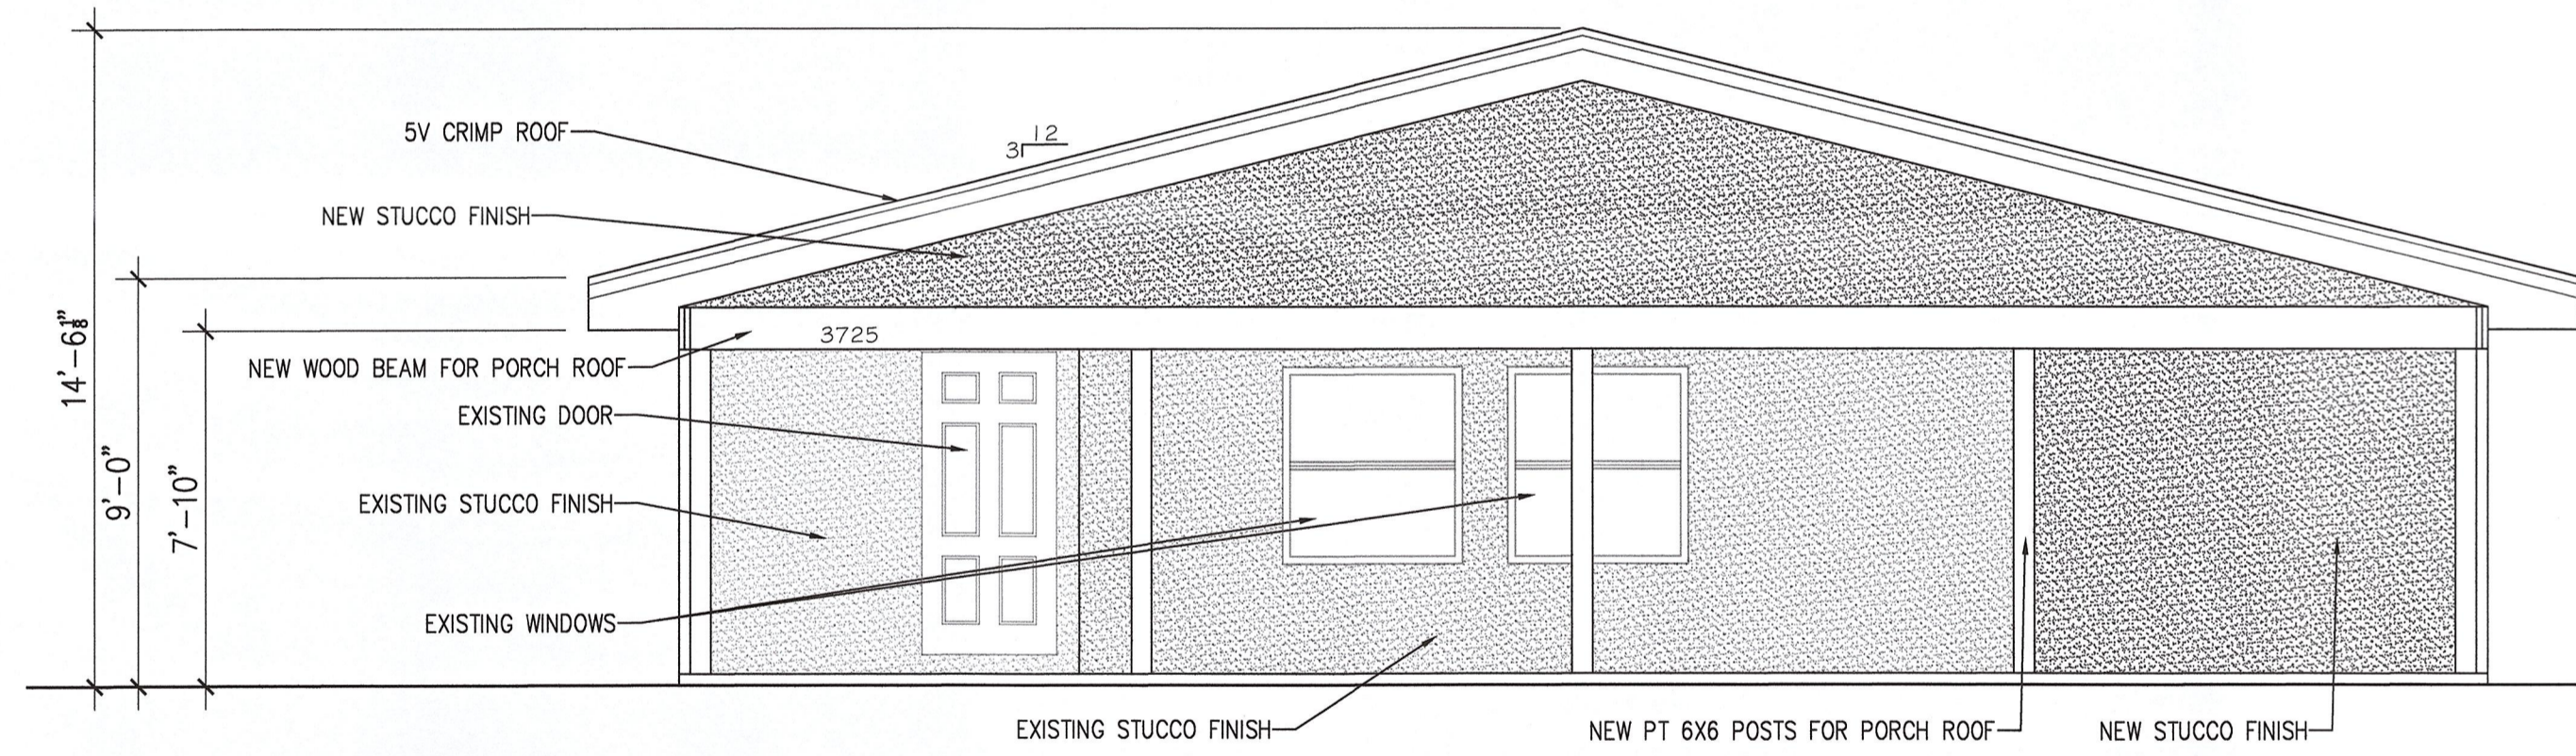 5V CRIMP ROOF
12
3
NEW STUCCO FINISH
14'-6 1/8"
9'-0"
7'-10"
3725
NEW WOOD BEAM FOR PORCH ROOF
EXISTING DOOR
EXISTING STUCCO FINISH
EXISTING WINDOWS
EXISTING STUCCO FINISH
NEW PT 6X6 POSTS FOR PORCH ROOF
NEW STUCCO FINISH